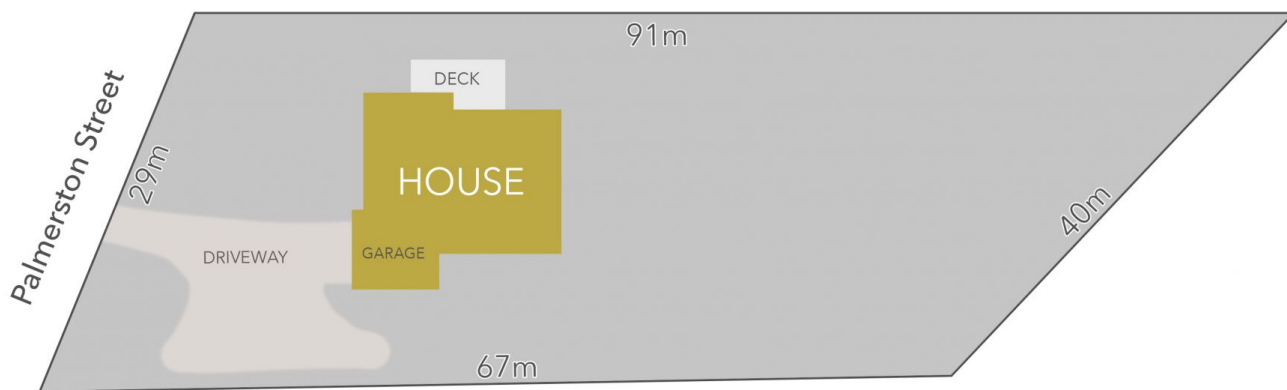 91m
DECK
Palmerston Street
29m
HOUSE
40m
DRIVEWAY
GARAGE
67m